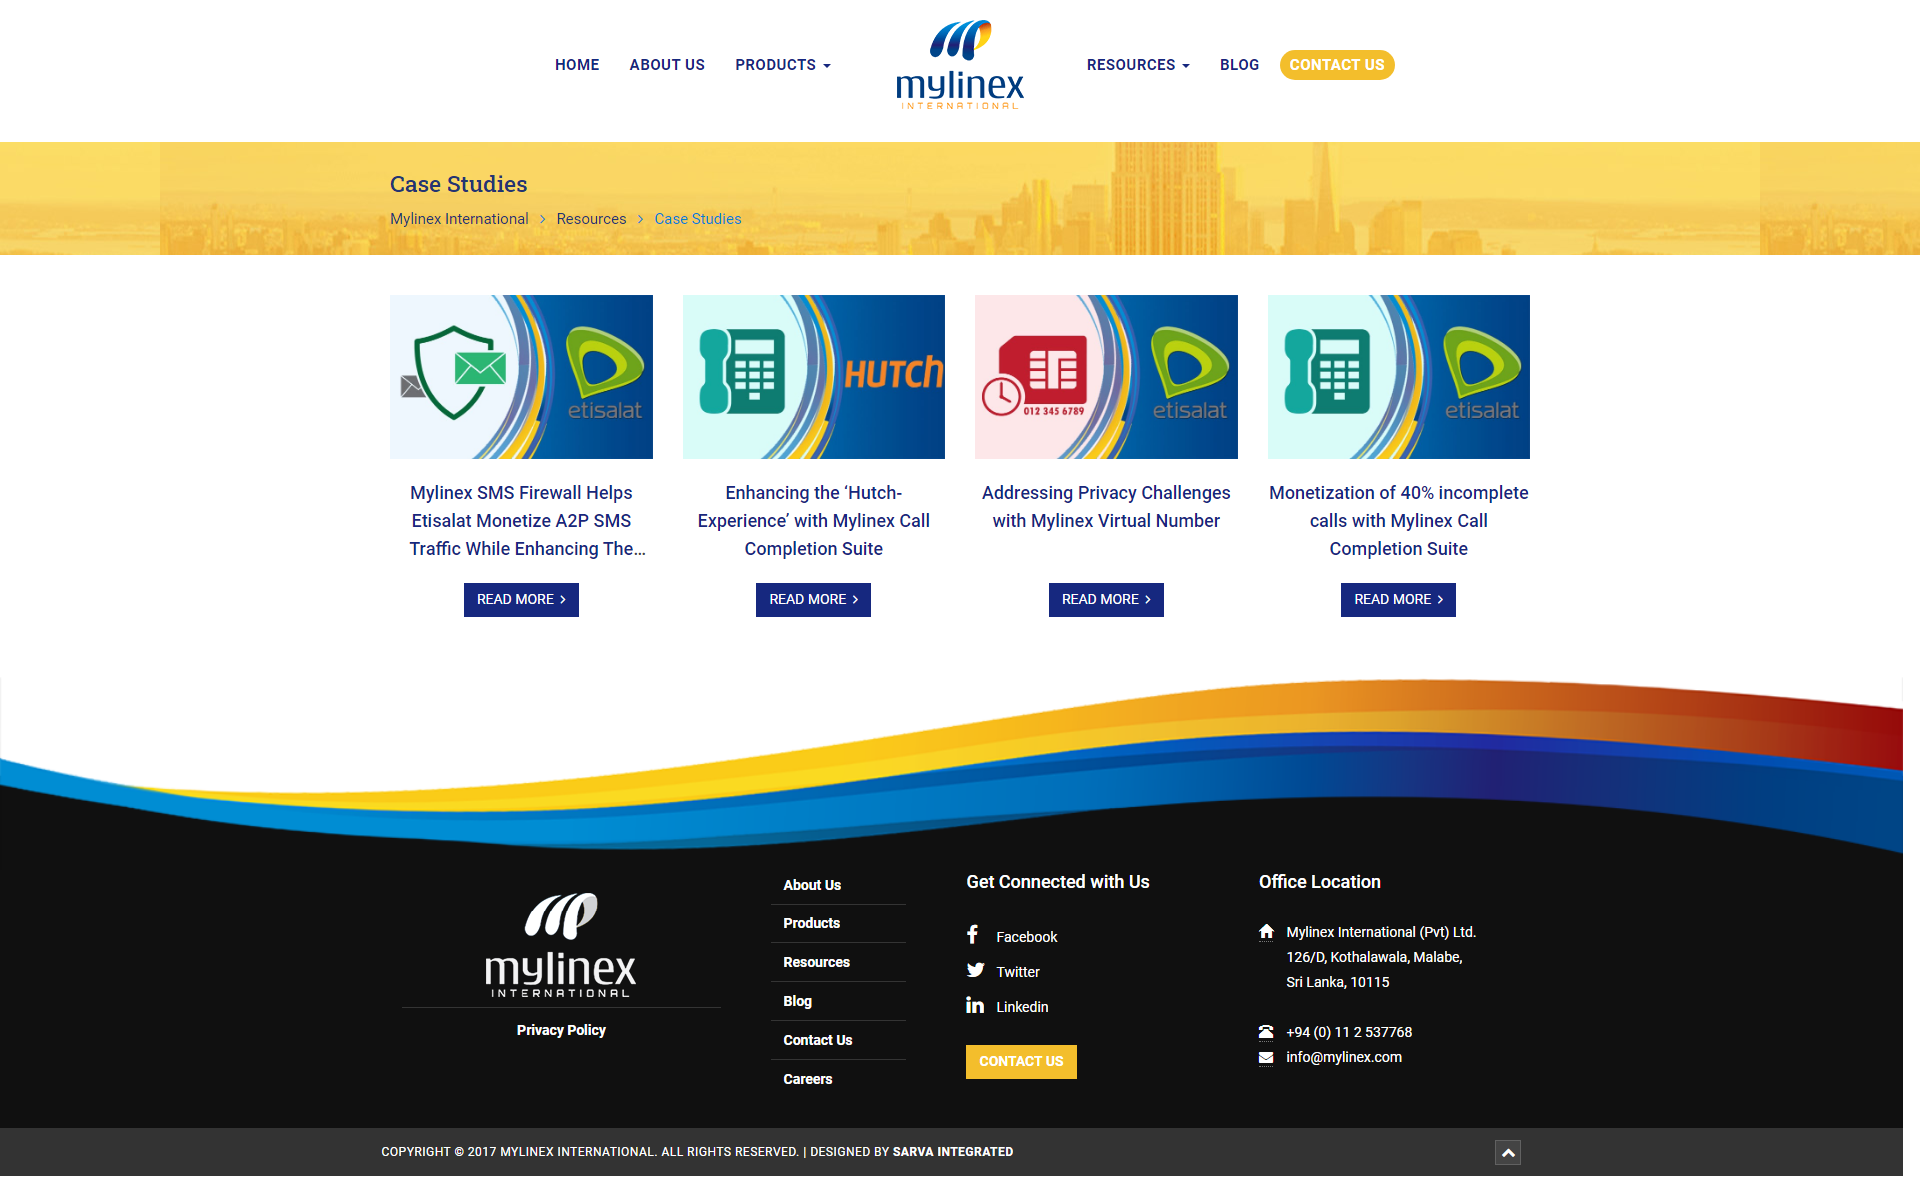 HOME
ABOUT US
PRODUCTS
mylinex
INTERNATIONAL
RESOURCES
BLOG
CONTACT US
Case Studies
Mylinex International > Resources > Case Studies
etisalat
HUTCH
012 345 6789
etisalat
etisalat
Mylinex SMS Firewall Helps
Etisalat Monetize A2P SMS
Traffic While Enhancing The...
READ MORE >
Enhancing the ‘Hutch-
Experience’ with Mylinex Call
Completion Suite
READ MORE >
Addressing Privacy Challenges
with Mylinex Virtual Number
READ MORE >
Monetization of 40% incomplete
calls with Mylinex Call
Completion Suite
READ MORE >
mylinex
INTERNATIONAL
Privacy Policy
About Us
Products
Resources
Blog
Contact Us
Careers
Get Connected with Us
Facebook
Twitter
Linkedin
CONTACT US
Office Location
Mylinex International (Pvt) Ltd.
126/D, Kothalawala, Malabe,
Sri Lanka, 10115
+94 (0) 11 2 537768
info@mylinex.com
COPYRIGHT © 2017 MYLINEX INTERNATIONAL. ALL RIGHTS RESERVED. | DESIGNED BY SARVA INTEGRATED